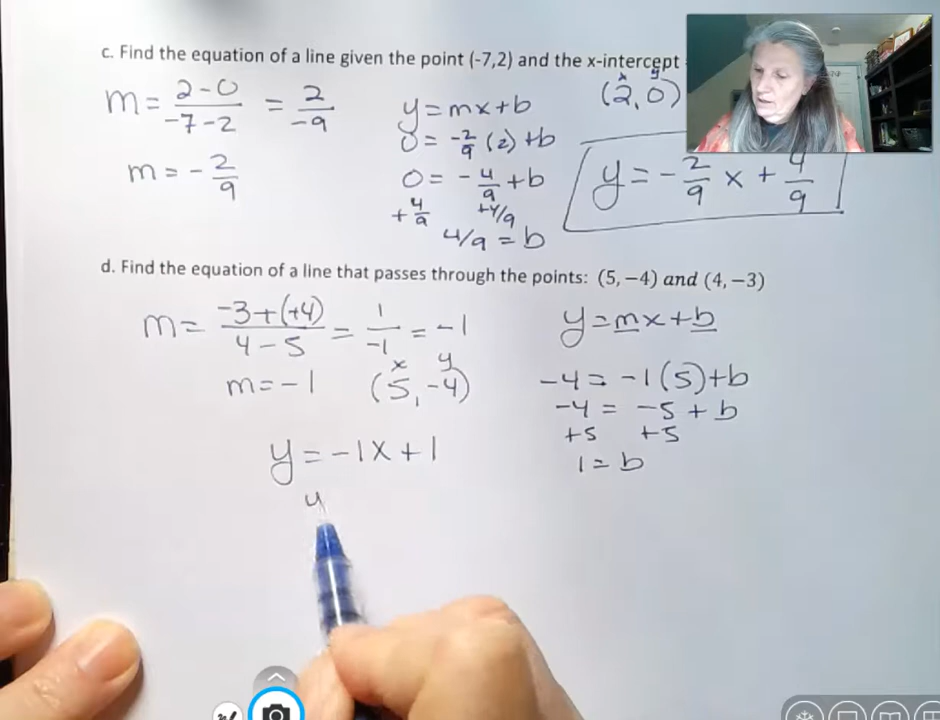 c. Find the equation of a line given the point (-7,2) and the x-intercept
m = 2-0 / -7-2 = 2 / -9
m = - 2/9
y = mx + b
0 = -2/9 (2) + b
0 = - 4/9 + b
+ 4/9 +4/9
4/9 = b
x y
(2, 0)
y = - 2/9 x + 4/9
d. Find the equation of a line that passes through the points: (5, −4) and (4, −3)
m = -3+(+4) / 4-5 = 1 / -1 = -1
m = -1
x y
(5, -4)
y = -1x + 1
y
y = mx + b
-4 = -1(5) + b
-4 = -5 + b
+5 +5
1 = b